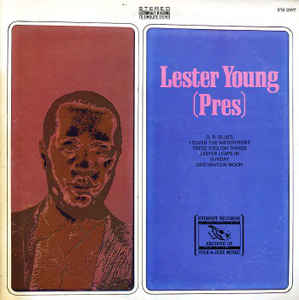 STEREO
Lester Young
(Pres)
D. B. BLUES
I COVER THE WATERFRONT
THESE FOOLISH THINGS
LESTER LEAPS IN
SUNDAY
DESTINATION MOON
EVEREST RECORDS
ARCHIVE OF
FOLK & JAZZ MUSIC